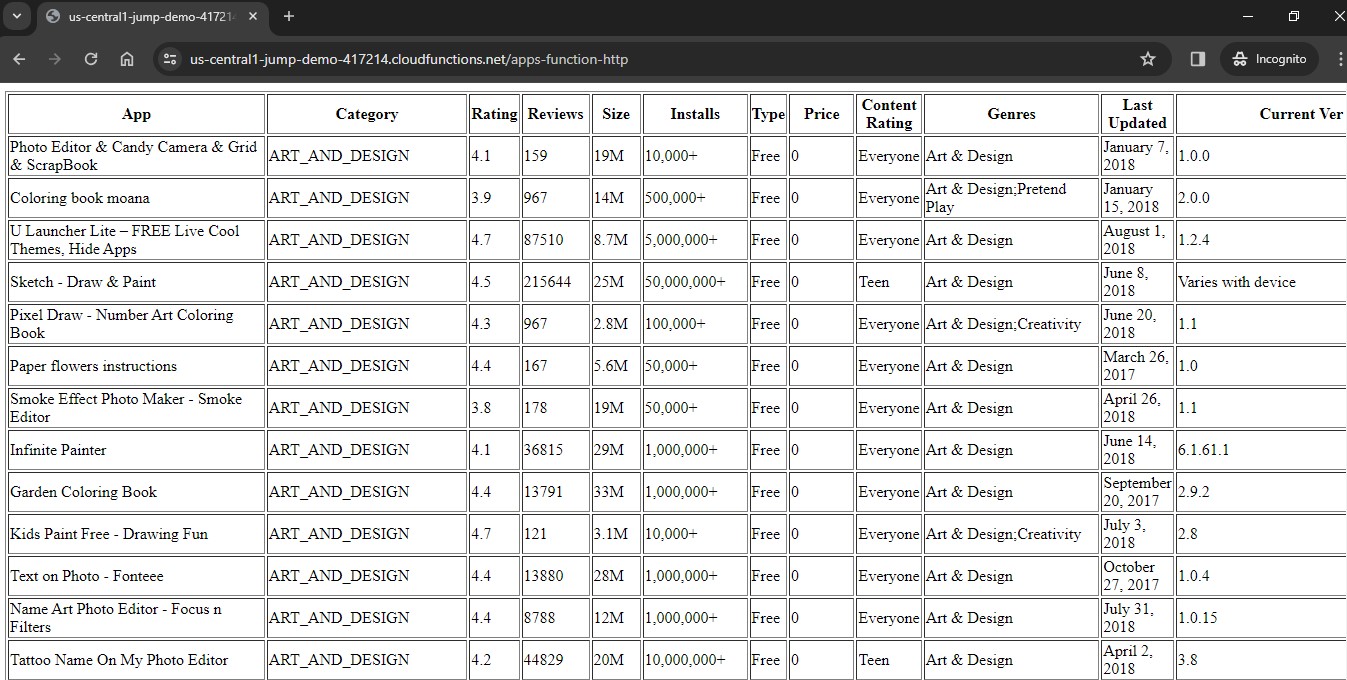 us-central1-jump-demo-41721
us-central1-jump-demo-417214.cloudfunctions.net/apps-function-http
Incognito
App Category Rating Reviews Size Installs Type Price Content Rating Genres Last Updated Current Ver
Photo Editor & Candy Camera & Grid & ScrapBook ART_AND_DESIGN 4.1 159 19M 10,000+ Free 0 Everyone Art & Design January 7, 2018 1.0.0
Coloring book moana ART_AND_DESIGN 3.9 967 14M 500,000+ Free 0 Everyone Art & Design;Pretend Play January 15, 2018 2.0.0
U Launcher Lite – FREE Live Cool Themes, Hide Apps ART_AND_DESIGN 4.7 87510 8.7M 5,000,000+ Free 0 Everyone Art & Design August 1, 2018 1.2.4
Sketch - Draw & Paint ART_AND_DESIGN 4.5 215644 25M 50,000,000+ Free 0 Teen Art & Design June 8, 2018 Varies with device
Pixel Draw - Number Art Coloring Book ART_AND_DESIGN 4.3 967 2.8M 100,000+ Free 0 Everyone Art & Design;Creativity June 20, 2018 1.1
Paper flowers instructions ART_AND_DESIGN 4.4 167 5.6M 50,000+ Free 0 Everyone Art & Design March 26, 2017 1.0
Smoke Effect Photo Maker - Smoke Editor ART_AND_DESIGN 3.8 178 19M 50,000+ Free 0 Everyone Art & Design April 26, 2018 1.1
Infinite Painter ART_AND_DESIGN 4.1 36815 29M 1,000,000+ Free 0 Everyone Art & Design June 14, 2018 6.1.61.1
Garden Coloring Book ART_AND_DESIGN 4.4 13791 33M 1,000,000+ Free 0 Everyone Art & Design September 20, 2017 2.9.2
Kids Paint Free - Drawing Fun ART_AND_DESIGN 4.7 121 3.1M 10,000+ Free 0 Everyone Art & Design;Creativity July 3, 2018 2.8
Text on Photo - Fonteee ART_AND_DESIGN 4.4 13880 28M 1,000,000+ Free 0 Everyone Art & Design October 27, 2017 1.0.4
Name Art Photo Editor - Focus n Filters ART_AND_DESIGN 4.4 8788 12M 1,000,000+ Free 0 Everyone Art & Design July 31, 2018 1.0.15
Tattoo Name On My Photo Editor ART_AND_DESIGN 4.2 44829 20M 10,000,000+ Free 0 Teen Art & Design April 2, 2018 3.8